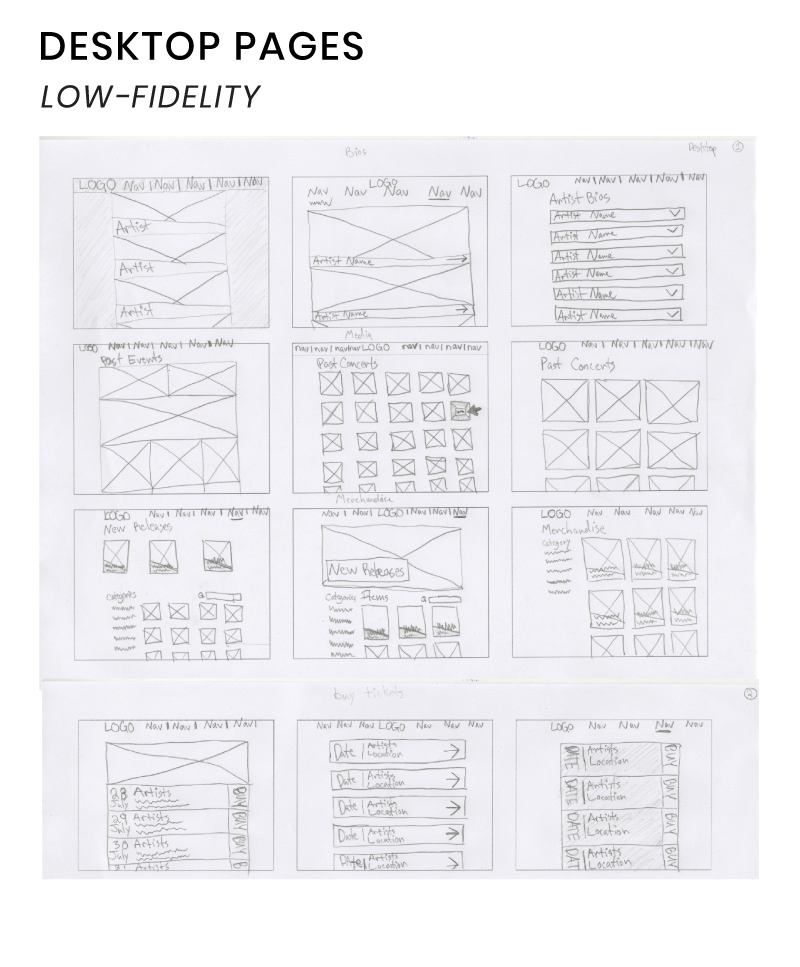 DESKTOP PAGES
LOW-FIDELITY
Bios
Desktop 1
LOGO Nav | Nav | Nav | Nav | Nav
Artist
Artist
Artist
LOGO
Nav Nav Nav Nav Nav
Artist Name
Artist Name
LOGO Nav | Nav | Nav | Nav | Nav
Artist Bios
Artist Name
Artist Name
Artist Name
Artist Name
Artist Name
Artist Name
Media
LOGO Nav | Nav | Nav | Nav | Nav
Past Events
nav | nav | nav | nav LOGO nav | nav | nav | nav
Past Concerts
LOGO Nav | Nav | Nav | Nav | Nav
Past Concerts
Merchandise
LOGO Nav | Nav | Nav | Nav | Nav
New Releases
Categories
Nav | Nav | LOGO | Nav | Nav | Nav
New Releases
Categories Items
LOGO Nav Nav Nav Nav
Merchandise
Category
buy tickets
2
LOGO Nav | Nav | Nav | Nav |
28 Artists BUY
July
29 Artists BUY
July
30 Artists BUY
July
31 Artists B
Nav Nav Nav LOGO Nav Nav Nav
Date | Artists
Location
Date | Artists
Location
Date | Artists
Location
Date | Artists
Location
Date | Artists
Location
LOGO Nav Nav Nav Nav
DATE Artists BUY
Location
DATE Artists BUY
Location
DATE Artists BUY
Location
DAT Artists BUY
Location